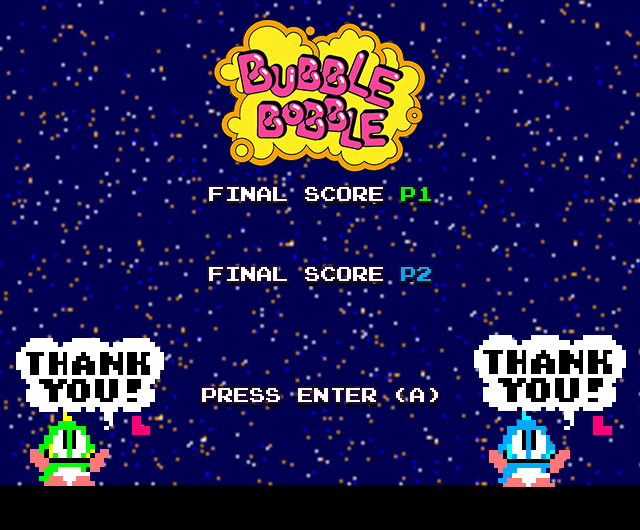 BUBBLE
BOBBLE
FINAL SCORE P1
FINAL SCORE P2
THANK
YOU!
THANK
YOU!
PRESS ENTER (A)